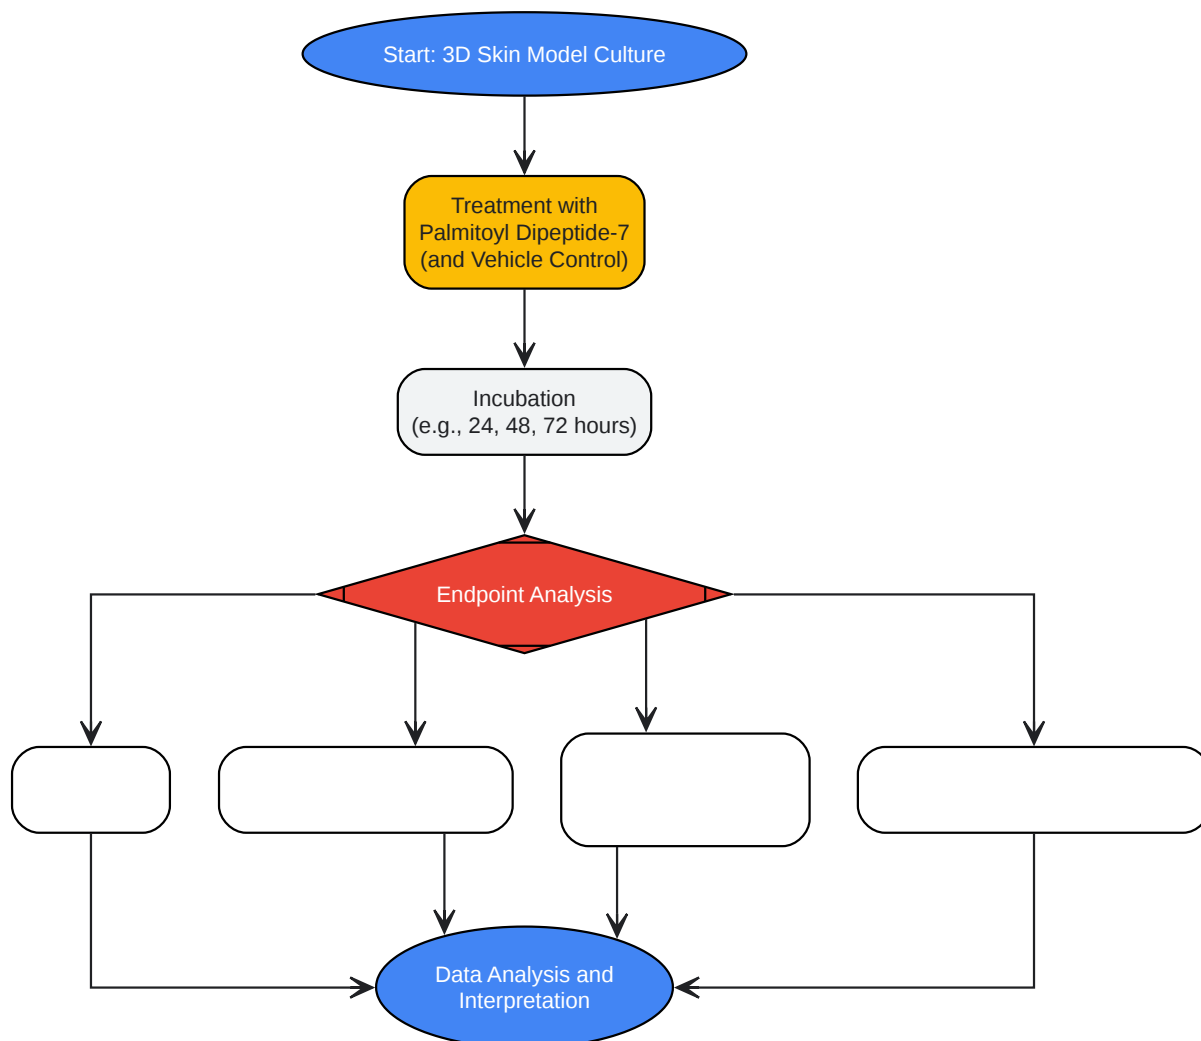 Start: 3D Skin Model Culture
Treatment with
Palmitoyl Dipeptide-7
(and Vehicle Control)
Incubation
(e.g., 24, 48, 72 hours)
Endpoint Analysis
Data Analysis and
Interpretation